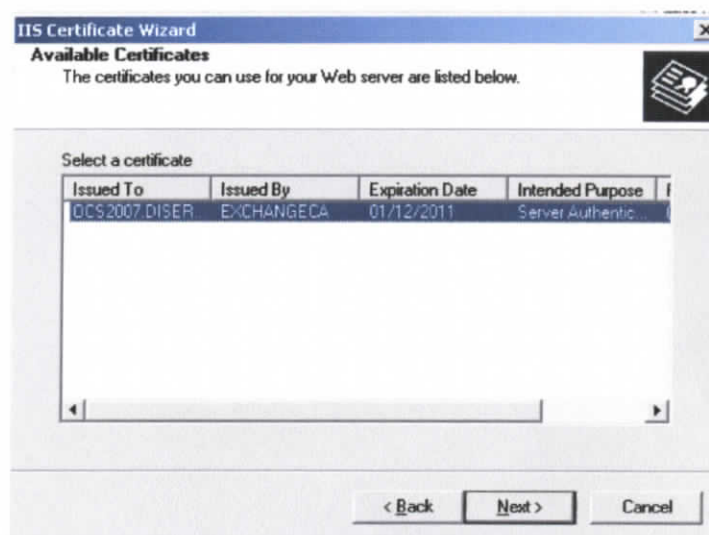 IIS Certificate Wizard
Available Certificates
The certificates you can use for your Web server are listed below.
Select a certificate
Issued To Issued By Expiration Date Intended Purpose
OCS2007.DISER EXCHANGECA 01/12/2011 Server Authentic...
< Back Next > Cancel